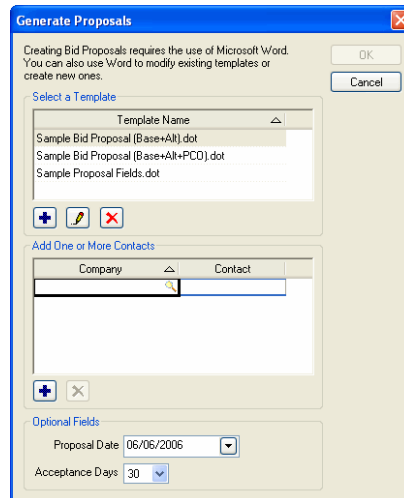 Generate Proposals
Creating Bid Proposals requires the use of Microsoft Word.
You can also use Word to modify existing templates or
create new ones.
OK
Cancel
Select a Template
Template Name
Sample Bid Proposal (Base+Alt).dot
Sample Bid Proposal (Base+Alt+PCO).dot
Sample Proposal Fields.dot
Add One or More Contacts
Company Contact
Optional Fields
Proposal Date 06/06/2006
Acceptance Days 30